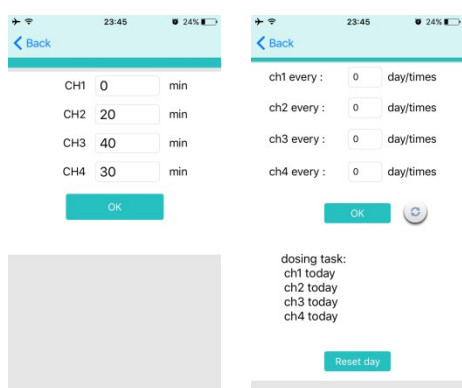 23:45
24%
Back
CH1 0 min
CH2 20 min
CH3 40 min
CH4 30 min
OK
23:45
24%
Back
ch1 every : 0 day/times
ch2 every : 0 day/times
ch3 every : 0 day/times
ch4 every : 0 day/times
OK
dosing task:
ch1 today
ch2 today
ch3 today
ch4 today
Reset day